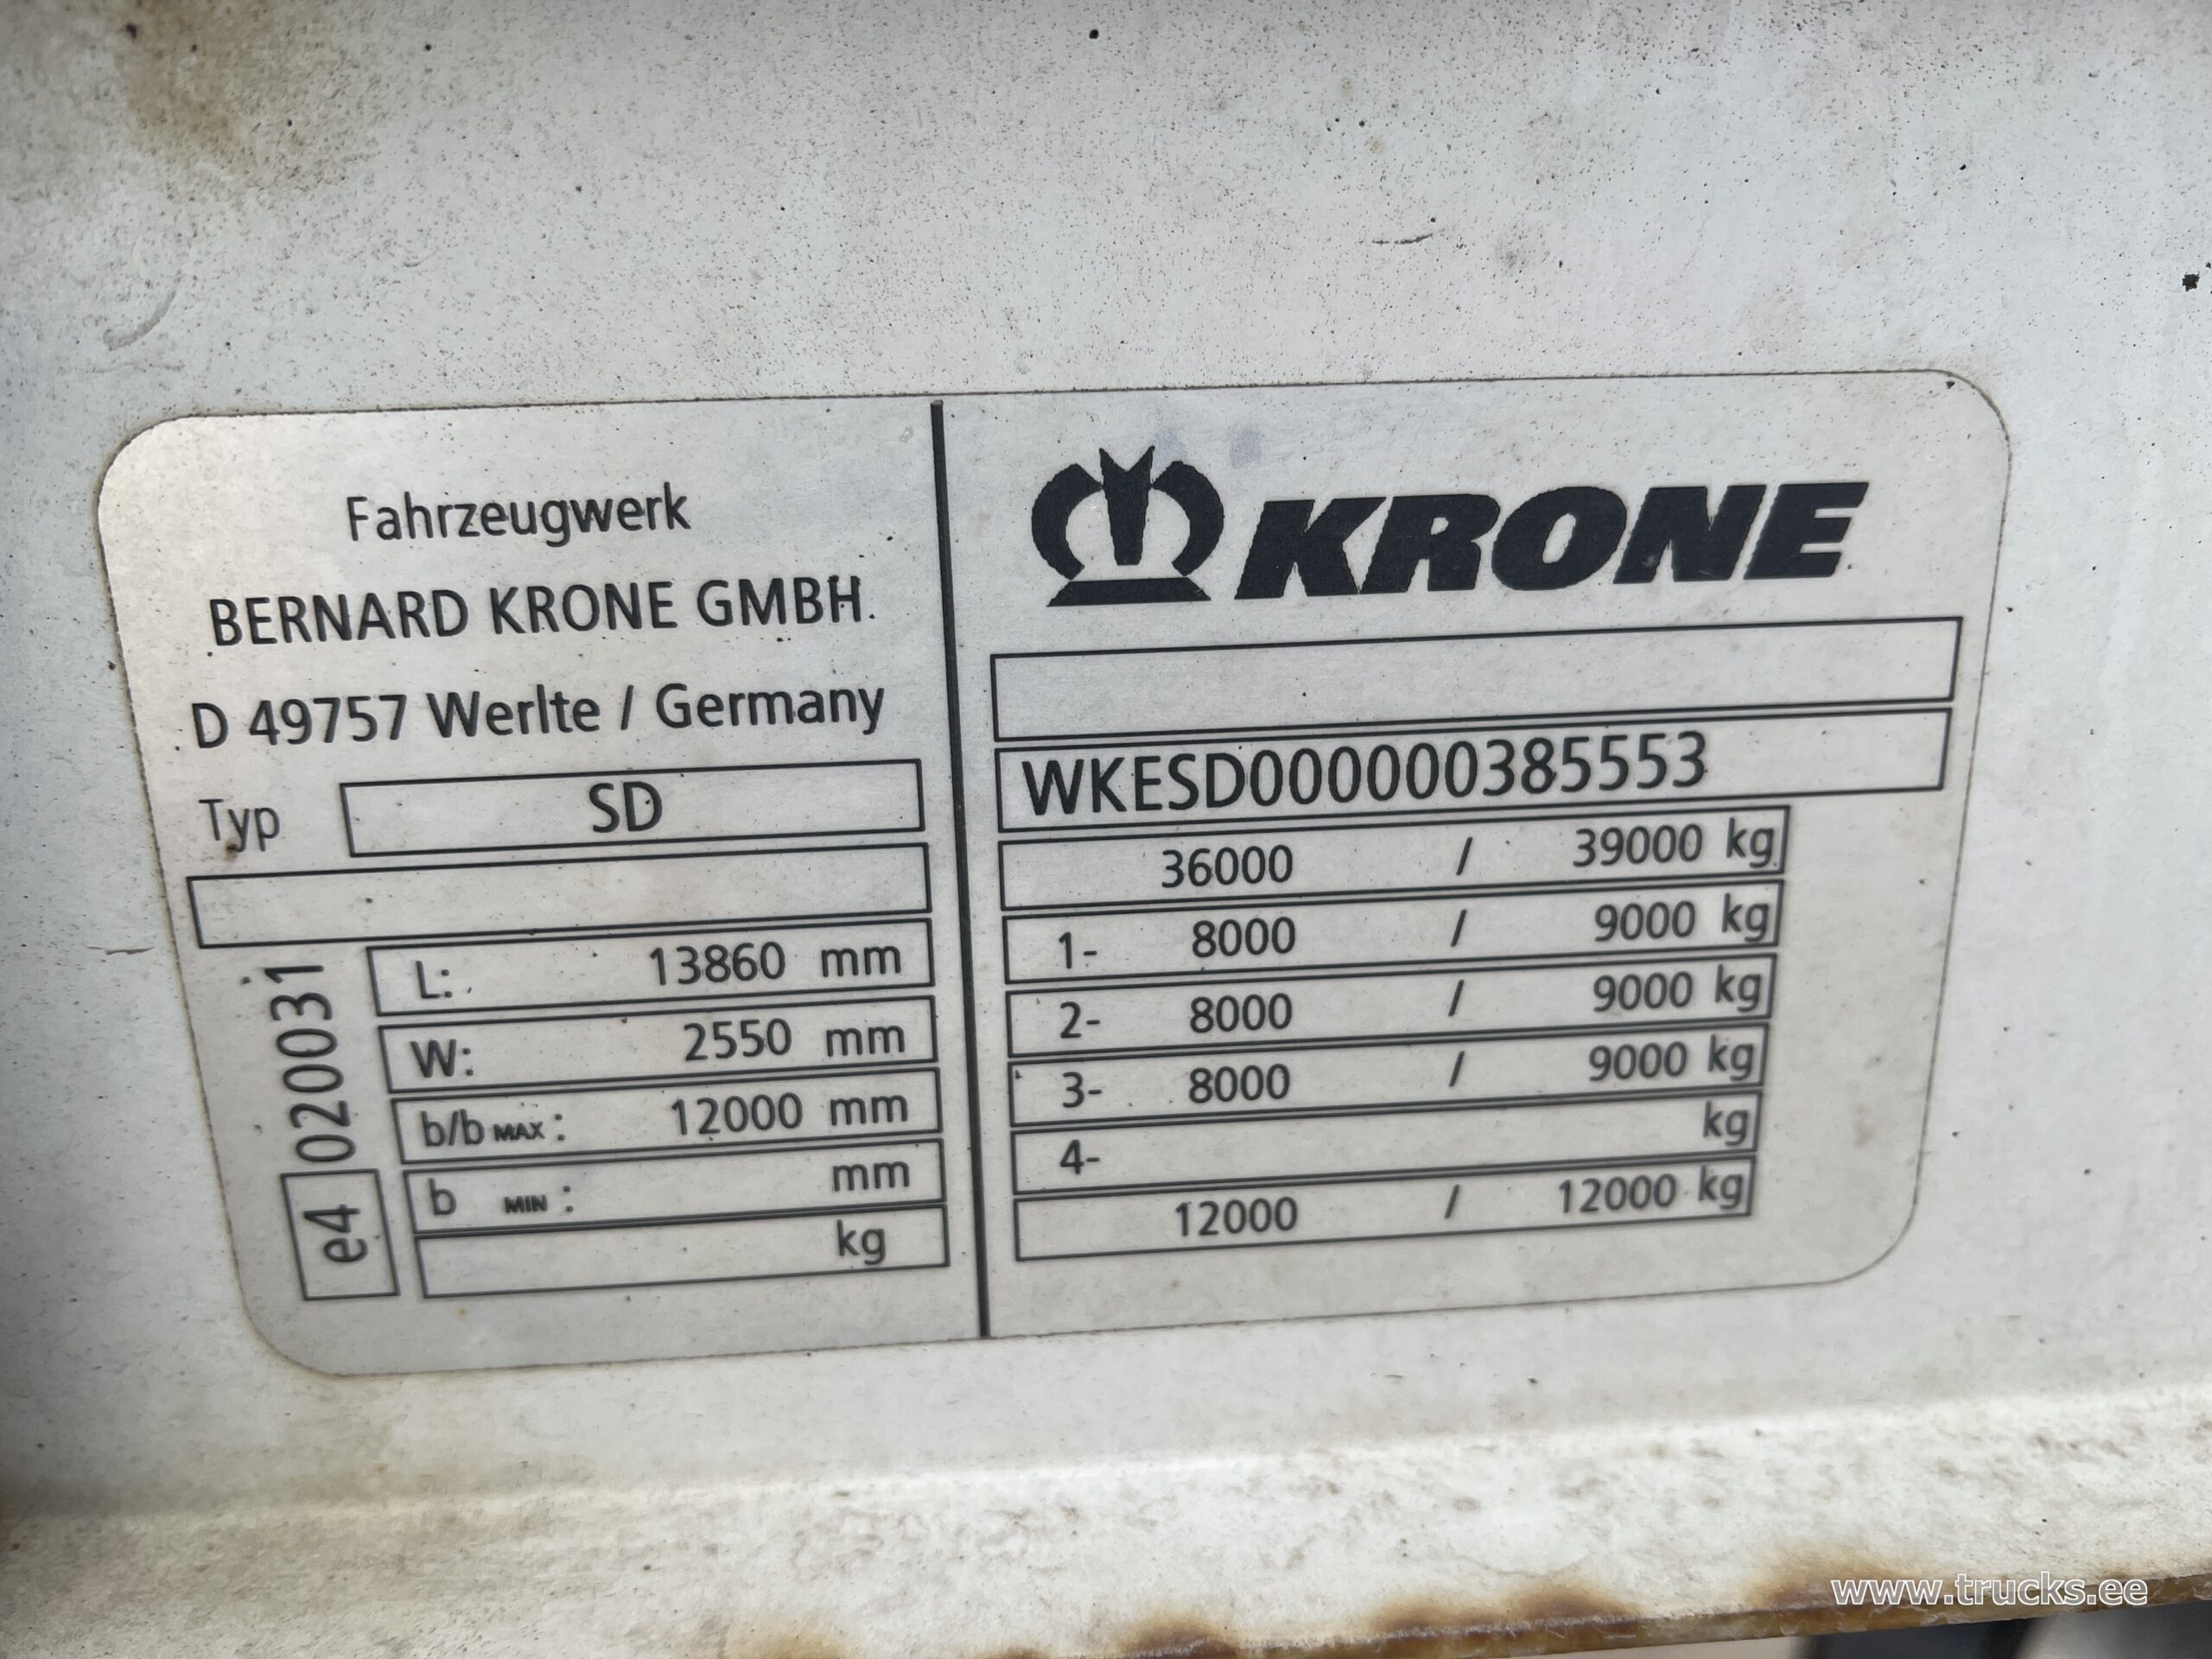 Fahrzeugwerk
BERNARD KRONE GMBH
D 49757 Werlte / Germany
Typ SD
L: 13860 mm
W: 2550 mm
b/b MAX : 12000 mm
b MIN : mm
kg
e4 020031
KRONE
WKESD000000385553
36000 / 39000 kg
1- 8000 / 9000 kg
2- 8000 / 9000 kg
3- 8000 / 9000 kg
4- kg
12000 / 12000 kg
www.trucks.ee